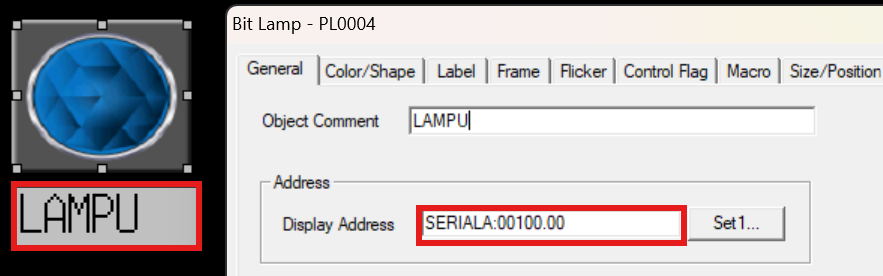 LAMPU
Bit Lamp - PL0004
General Color/Shape Label Frame Flicker Control Flag Macro Size/Position
Object Comment LAMPU
Address
Display Address SERIALA:00100.00 Set1...